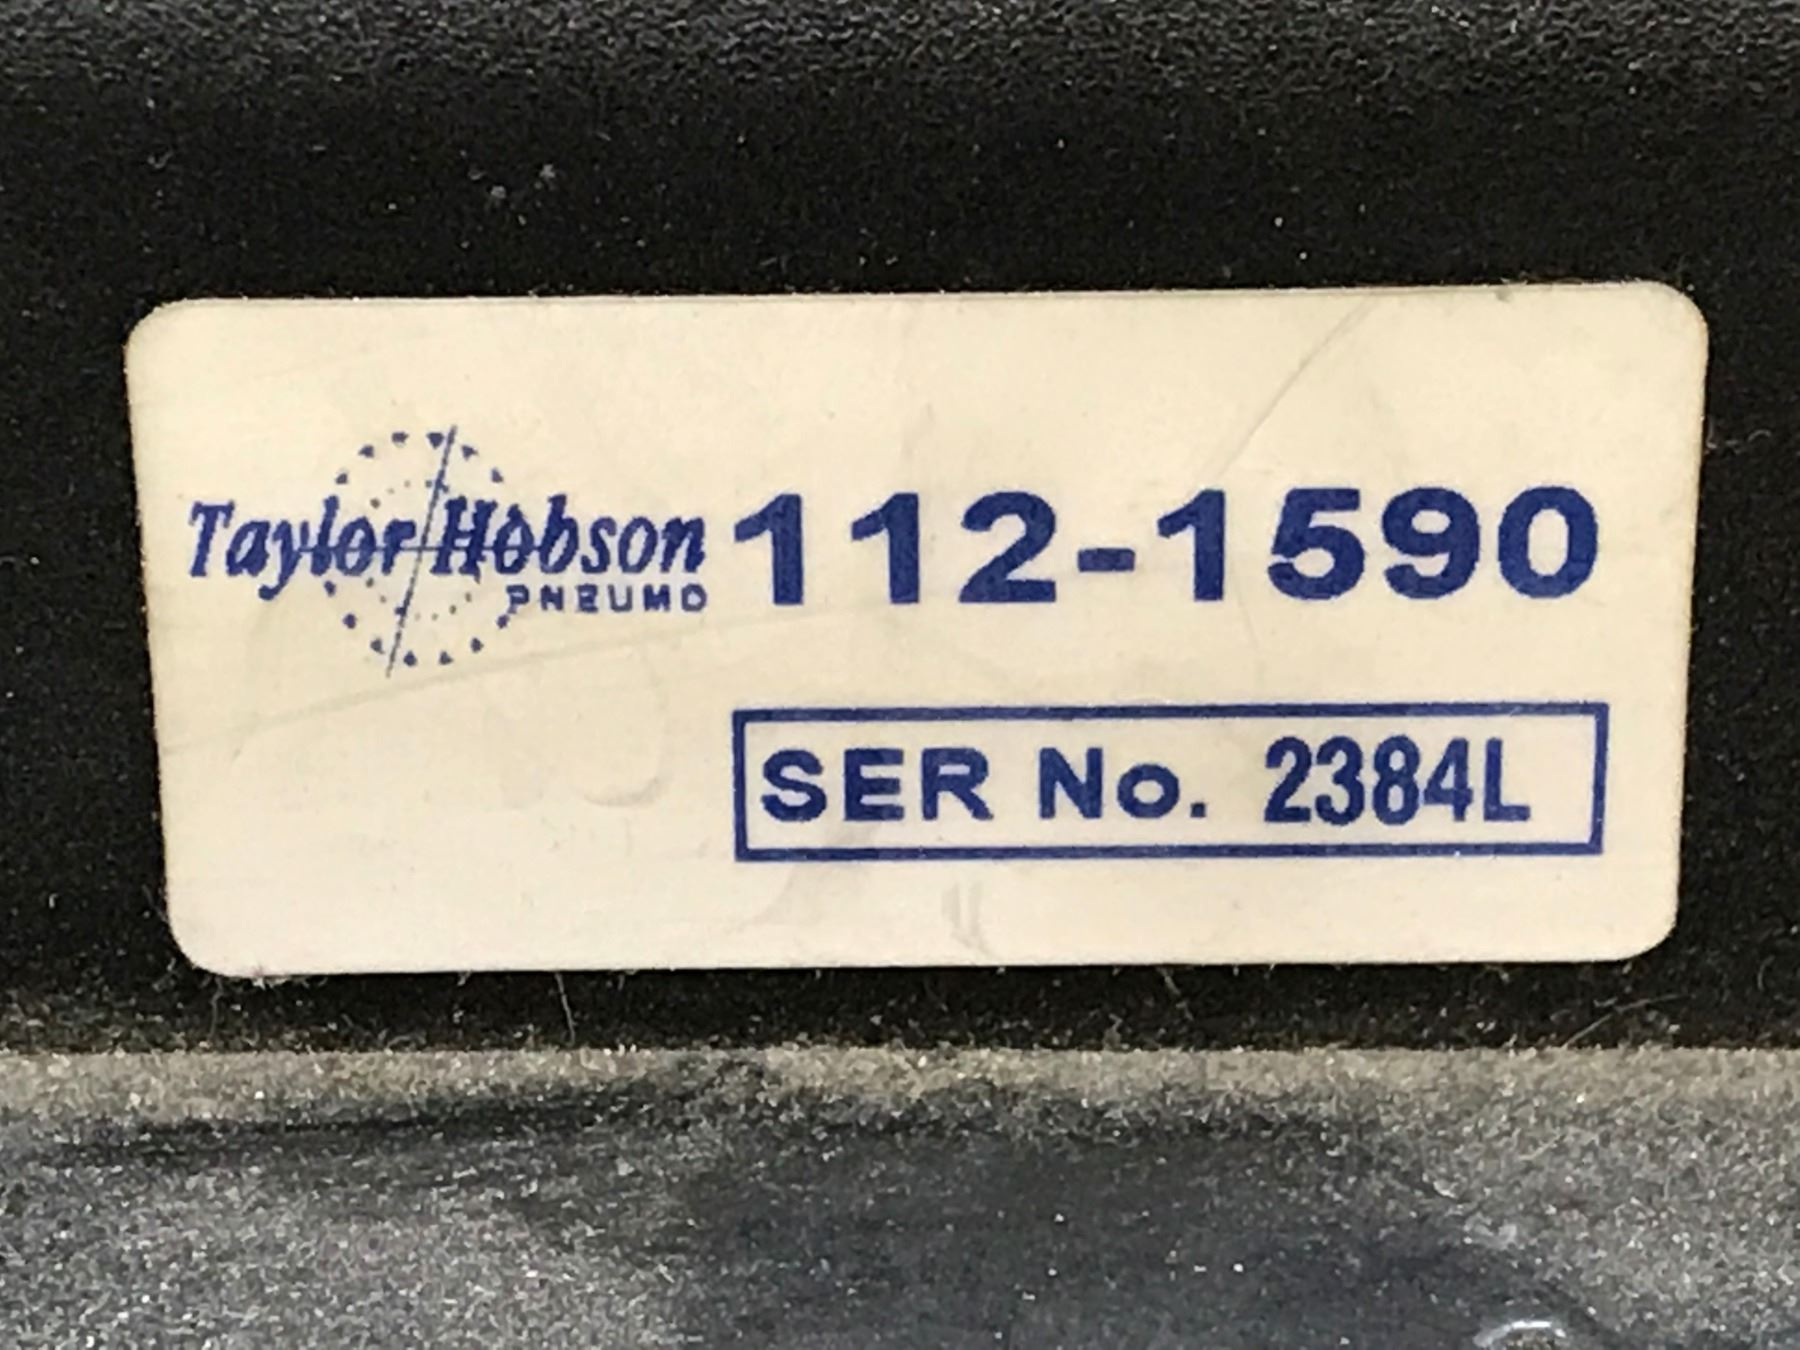 Taylor Hobson 112-1590
PNEUMO
SER No. 2384L